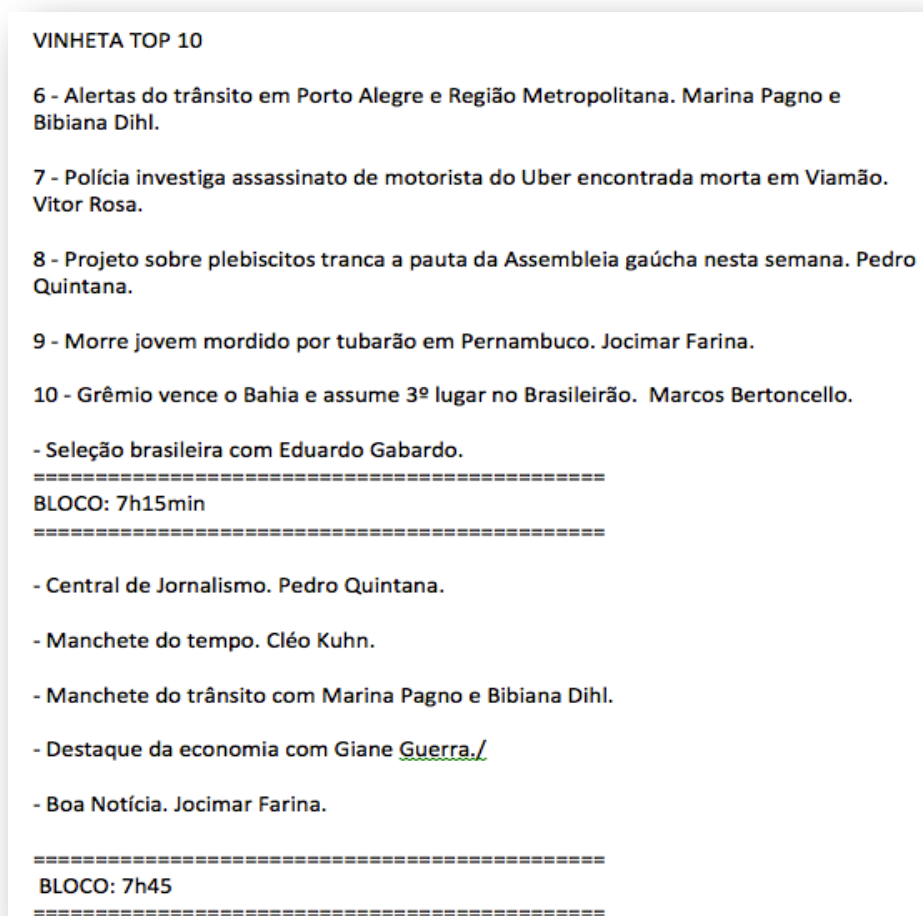 VINHETA TOP 10
6 - Alertas do trânsito em Porto Alegre e Região Metropolitana. Marina Pagno e
Bibiana Dihl.
7 - Polícia investiga assassinato de motorista do Uber encontrada morta em Viamão.
Vitor Rosa.
8 - Projeto sobre plebiscitos tranca a pauta da Assembleia gaúcha nesta semana. Pedro
Quintana.
9 - Morre jovem mordido por tubarão em Pernambuco. Jocimar Farina.
10 - Grêmio vence o Bahia e assume 3º lugar no Brasileirão.  Marcos Bertoncello.
- Seleção brasileira com Eduardo Gabardo.
==============================================
BLOCO: 7h15min
==============================================
- Central de Jornalismo. Pedro Quintana.
- Manchete do tempo. Cléo Kuhn.
- Manchete do trânsito com Marina Pagno e Bibiana Dihl.
- Destaque da economia com Giane Guerra./
- Boa Notícia. Jocimar Farina.
==============================================
BLOCO: 7h45
==============================================